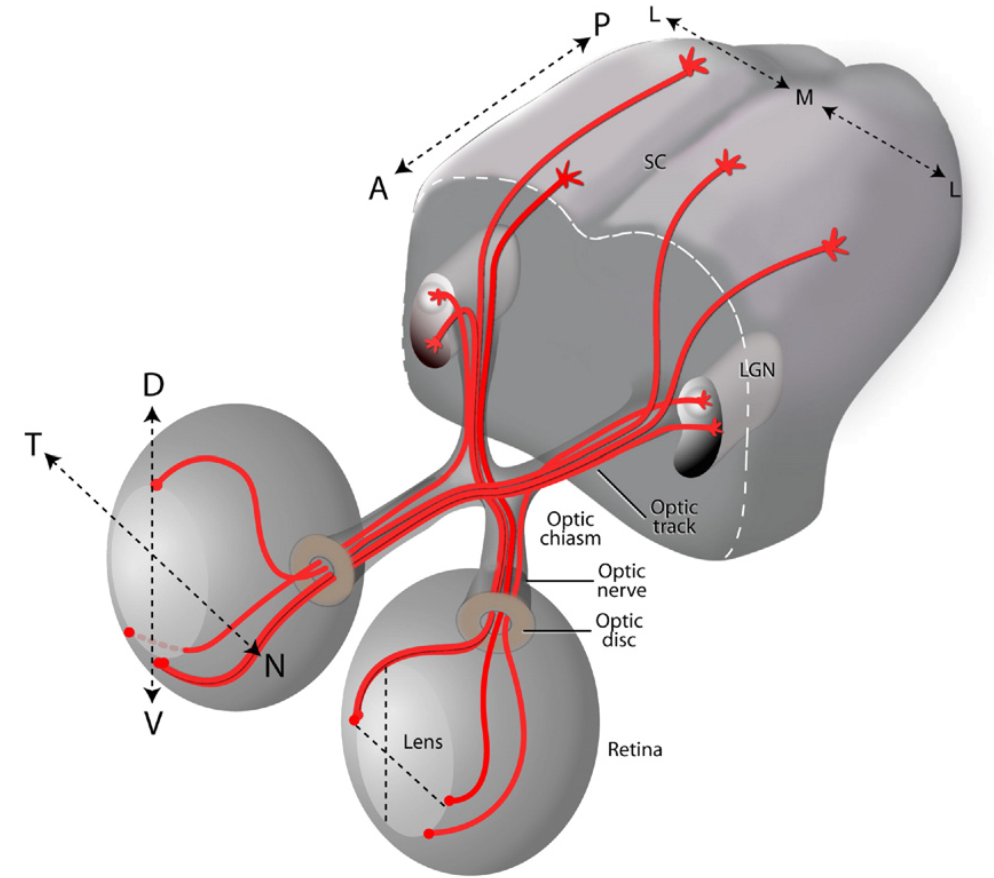 P
L
M
A
SC
L
LGN
D
T
Optic
track
Optic
chiasm
Optic
nerve
Optic
disc
N
V
Lens
Retina